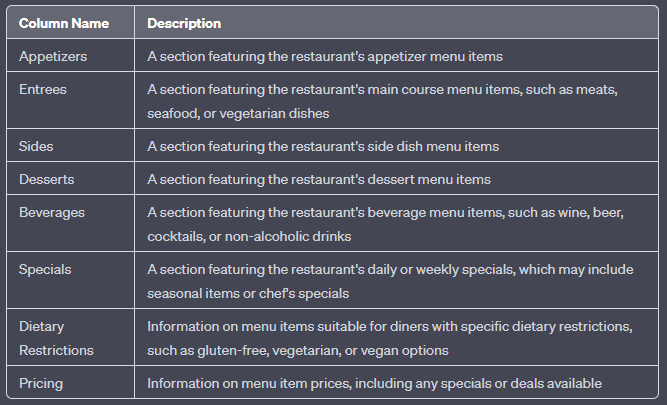 Column Name Description
Appetizers A section featuring the restaurant's appetizer menu items
Entrees A section featuring the restaurant's main course menu items, such as meats,
seafood, or vegetarian dishes
Sides A section featuring the restaurant's side dish menu items
Desserts A section featuring the restaurant's dessert menu items
Beverages A section featuring the restaurant's beverage menu items, such as wine, beer,
cocktails, or non-alcoholic drinks
Specials A section featuring the restaurant's daily or weekly specials, which may include
seasonal items or chef's specials
Dietary Information on menu items suitable for diners with specific dietary restrictions,
Restrictions such as gluten-free, vegetarian, or vegan options
Pricing Information on menu item prices, including any specials or deals available